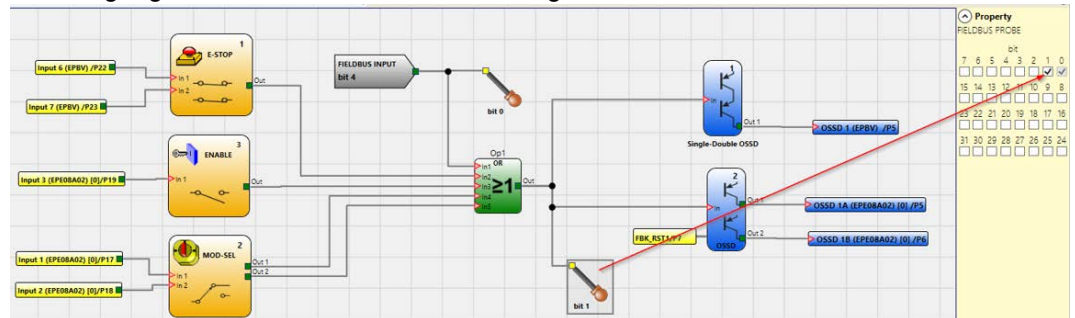 Property
FIELDBUS PROBE
bit
7 6 5 4 3 2 1 0
15 14 13 12 11 10 9 8
23 22 21 20 19 18 17 16
31 30 29 28 27 26 25 24
1
E-STOP
In 1
In 2
Out
Input 6 (EPBV) /P22
Input 7 (EPBV) /P23
FIELDBUS INPUT
bit 4
bit 0
3
ENABLE
In 1
Out
Input 3 (EPE08A02) [0]/P19
Op1
OR
≥1
In1
In2
In3
In4
In5
Out
2
MOD-SEL
In 1
In 2
Out 1
Out 2
Input 1 (EPE08A02) [0]/P17
Input 2 (EPE08A02) [0]/P18
1
In
Out 1
Single-Double OSSD
OSSD 1 (EPBV) /P5
2
In
Out 1
Out 2
OSSD
FBK_RST1/P7
OSSD 1A (EPE08A02) [0] /P5
OSSD 1B (EPE08A02) [0] /P6
bit 1